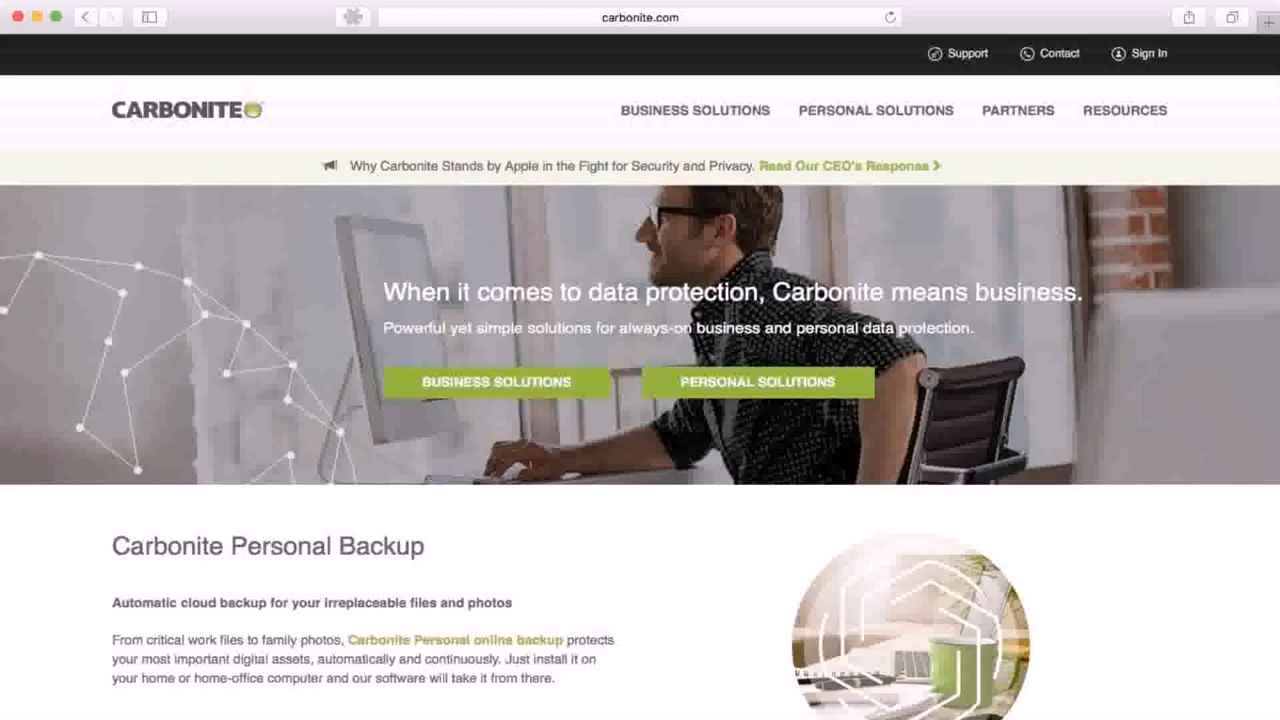 carbonite.com
Support Contact Sign In
CARBONITE
BUSINESS SOLUTIONS PERSONAL SOLUTIONS PARTNERS RESOURCES
Why Carbonite Stands by Apple in the Fight for Security and Privacy. Read Our CEO's Response
When it comes to data protection, Carbonite means business.
Powerful yet simple solutions for always-on business and personal data protection.
BUSINESS SOLUTIONS PERSONAL SOLUTIONS
Carbonite Personal Backup
Automatic cloud backup for your irreplaceable files and photos
From critical work files to family photos, Carbonite Personal online backup protects
your most important digital assets, automatically and continuously. Just install it on
your home or home-office computer and our software will take it from there.